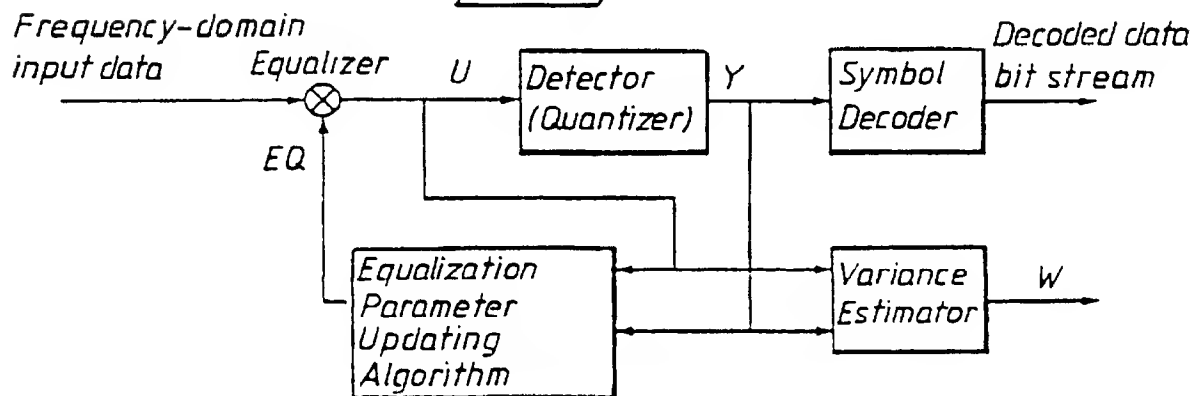 Frequency-domain
input data
Equalizer
U
Detector
(Quantizer)
Y
Symbol
Decoder
Decoded data
bit stream
EQ
Equalization
Parameter
Updating
Algorithm
Variance
Estimator
W